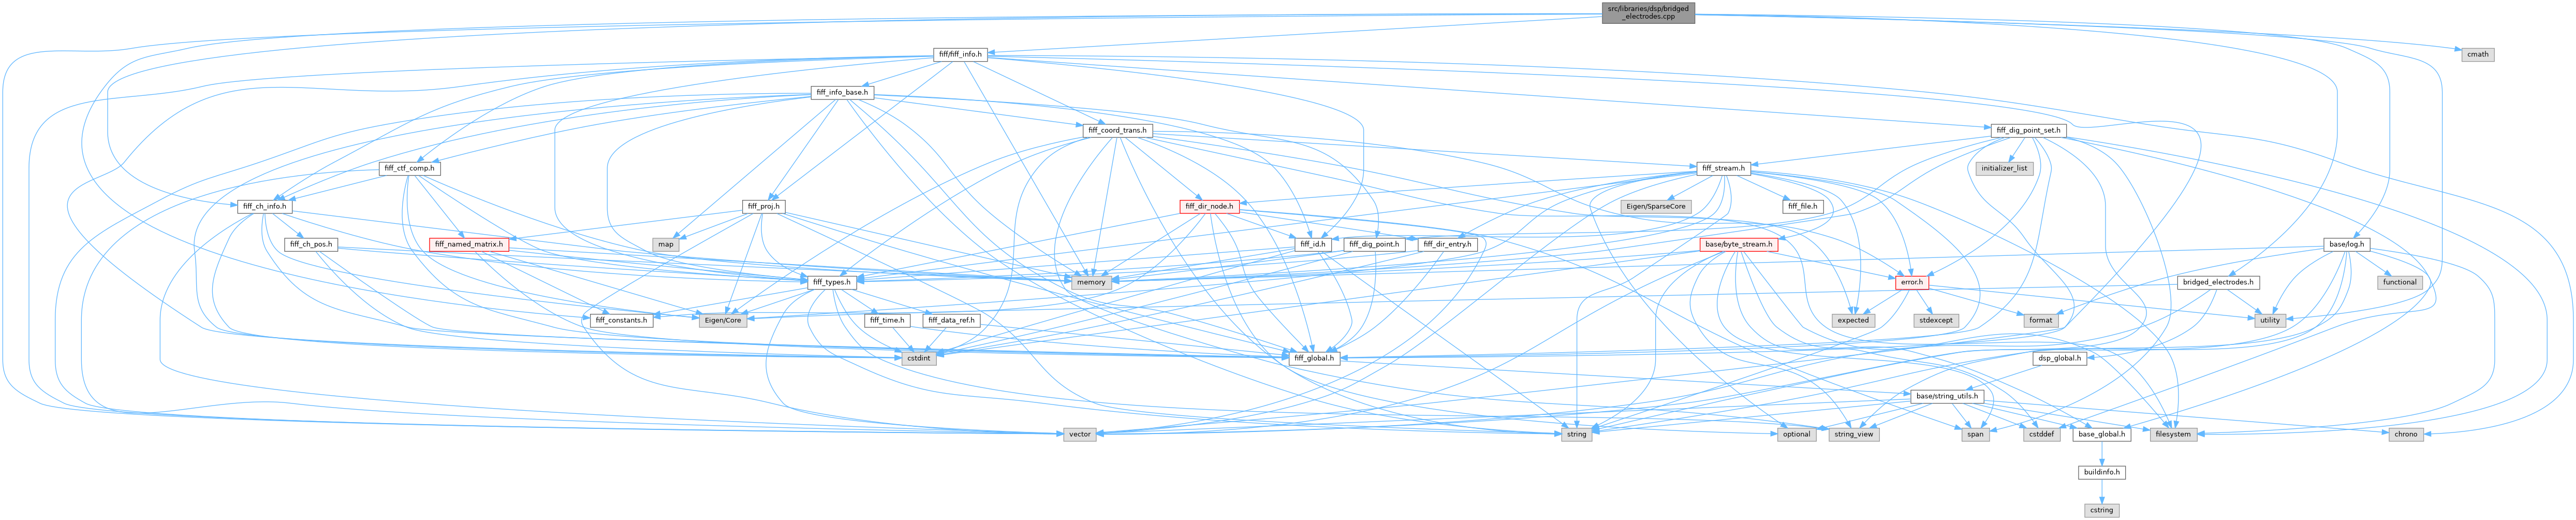 src/libraries/dsp/bridged
_electrodes.cpp
fiff/fiff_info.h
cmath
fiff_info_base.h
fiff_coord_trans.h
fiff_dig_point_set.h
fiff_ctf_comp.h
fiff_stream.h
initializer_list
fiff_ch_info.h
fiff_proj.h
fiff_dir_node.h
Eigen/SparseCore
fiff_file.h
fiff_ch_pos.h
fiff_named_matrix.h
map
fiff_id.h
fiff_dig_point.h
fiff_dir_entry.h
base/byte_stream.h
base/log.h
fiff_types.h
memory
error.h
bridged_electrodes.h
functional
fiff_constants.h
Eigen/Core
fiff_time.h
fiff_data_ref.h
expected
stdexcept
format
utility
cstdint
fiff_global.h
dsp_global.h
base/string_utils.h
vector
string
optional
string_view
span
cstddef
base_global.h
filesystem
chrono
buildinfo.h
cstring